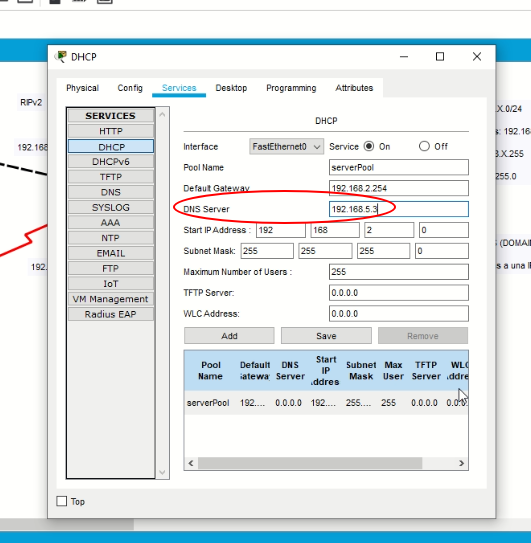 DHCP
Physical Config Services Desktop Programming Attributes
RIPv2
192.168
192.
SERVICES
HTTP
DHCP
DHCPv6
TFTP
DNS
SYSLOG
AAA
NTP
EMAIL
FTP
IoT
VM Management
Radius EAP
DHCP
Interface FastEthernet0 Service On Off
Pool Name serverPool
Default Gateway 192.168.2.254
DNS Server 192.168.5.3
Start IP Address : 192 168 2 0
Subnet Mask: 255 255 255 0
Maximum Number of Users : 255
TFTP Server: 0.0.0.0
WLC Address: 0.0.0.0
Add Save Remove
Pool Name Default ateway DNS Server Start IP ddres Subnet Mask Max User TFTP Server WLC ddre
serverPool 192.... 0.0.0.0 192.... 255.... 255 0.0.0.0 0.0.0
Top
X.0/24
s: 192.16
.X.255
255.0
(DOMAI
s a una I